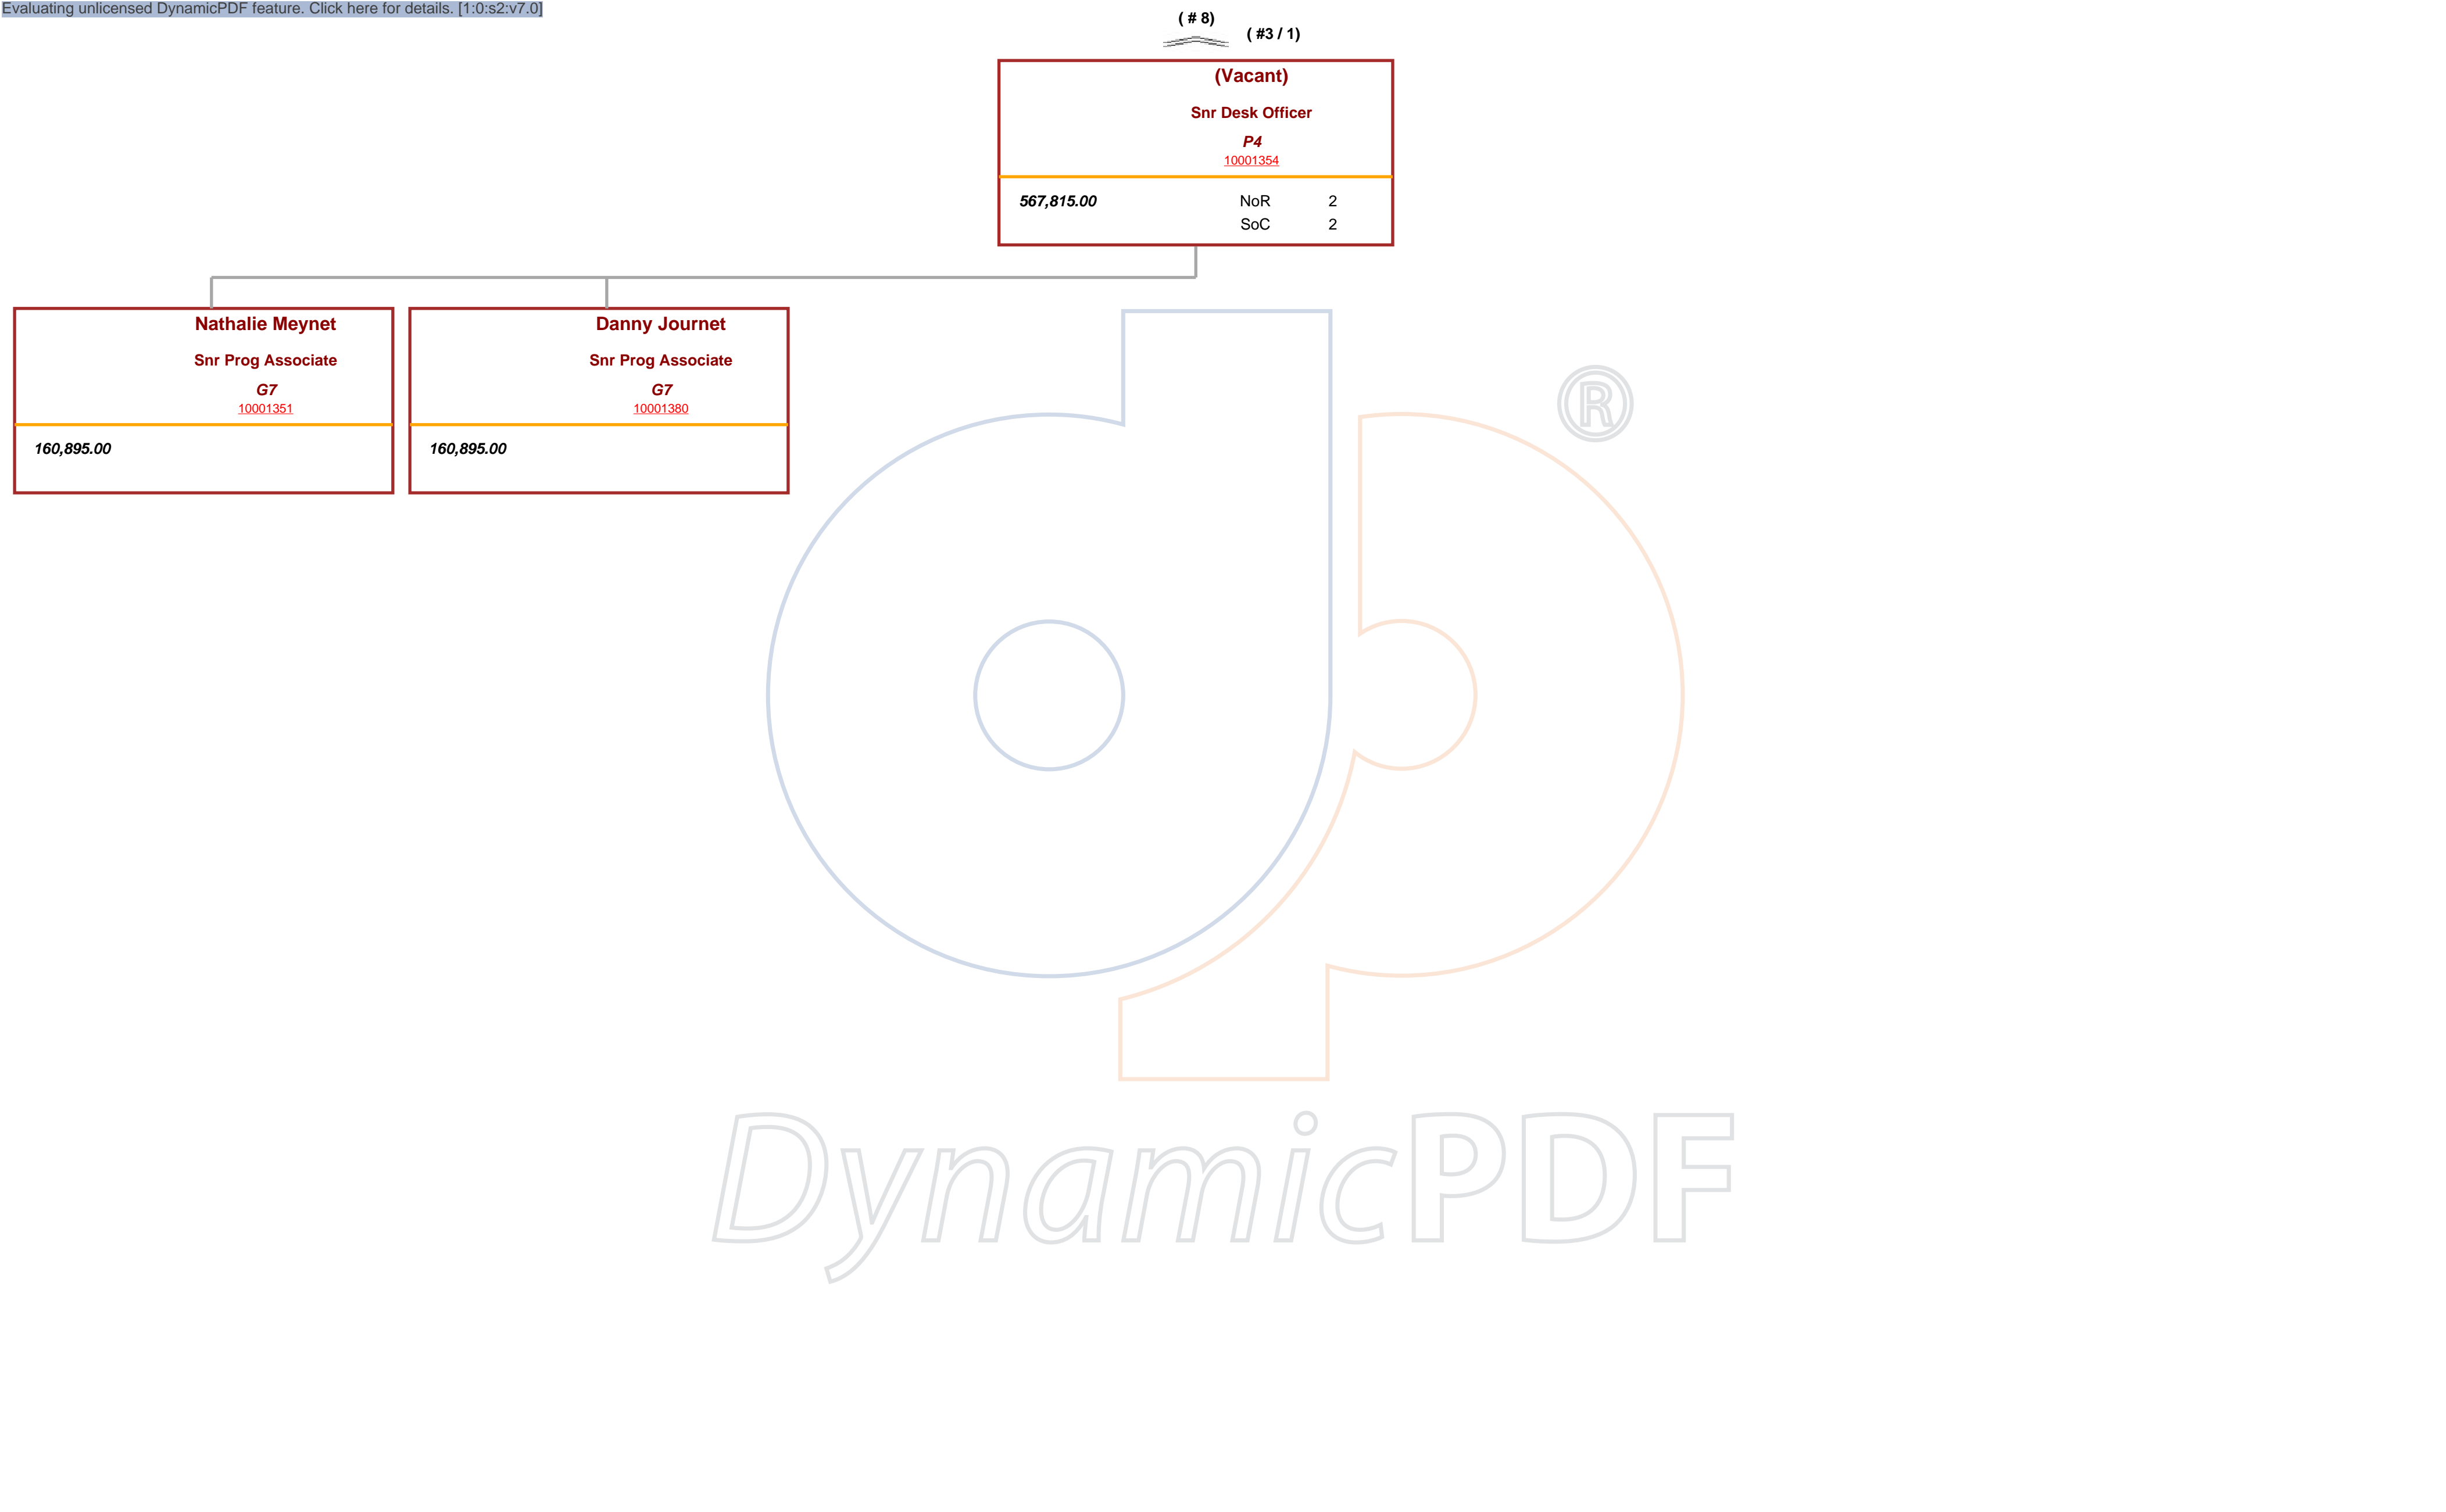 Evaluating unlicensed DynamicPDF feature. Click here for details. [1:0:s2:v7.0]
( # 8)
( #3 / 1)
(Vacant)
Snr Desk Officer
P4
10001354
567,815.00 NoR 2
SoC 2
Nathalie Meynet
Snr Prog Associate
G7
10001351
160,895.00
Danny Journet
Snr Prog Associate
G7
10001380
160,895.00
®
DynamicPDF